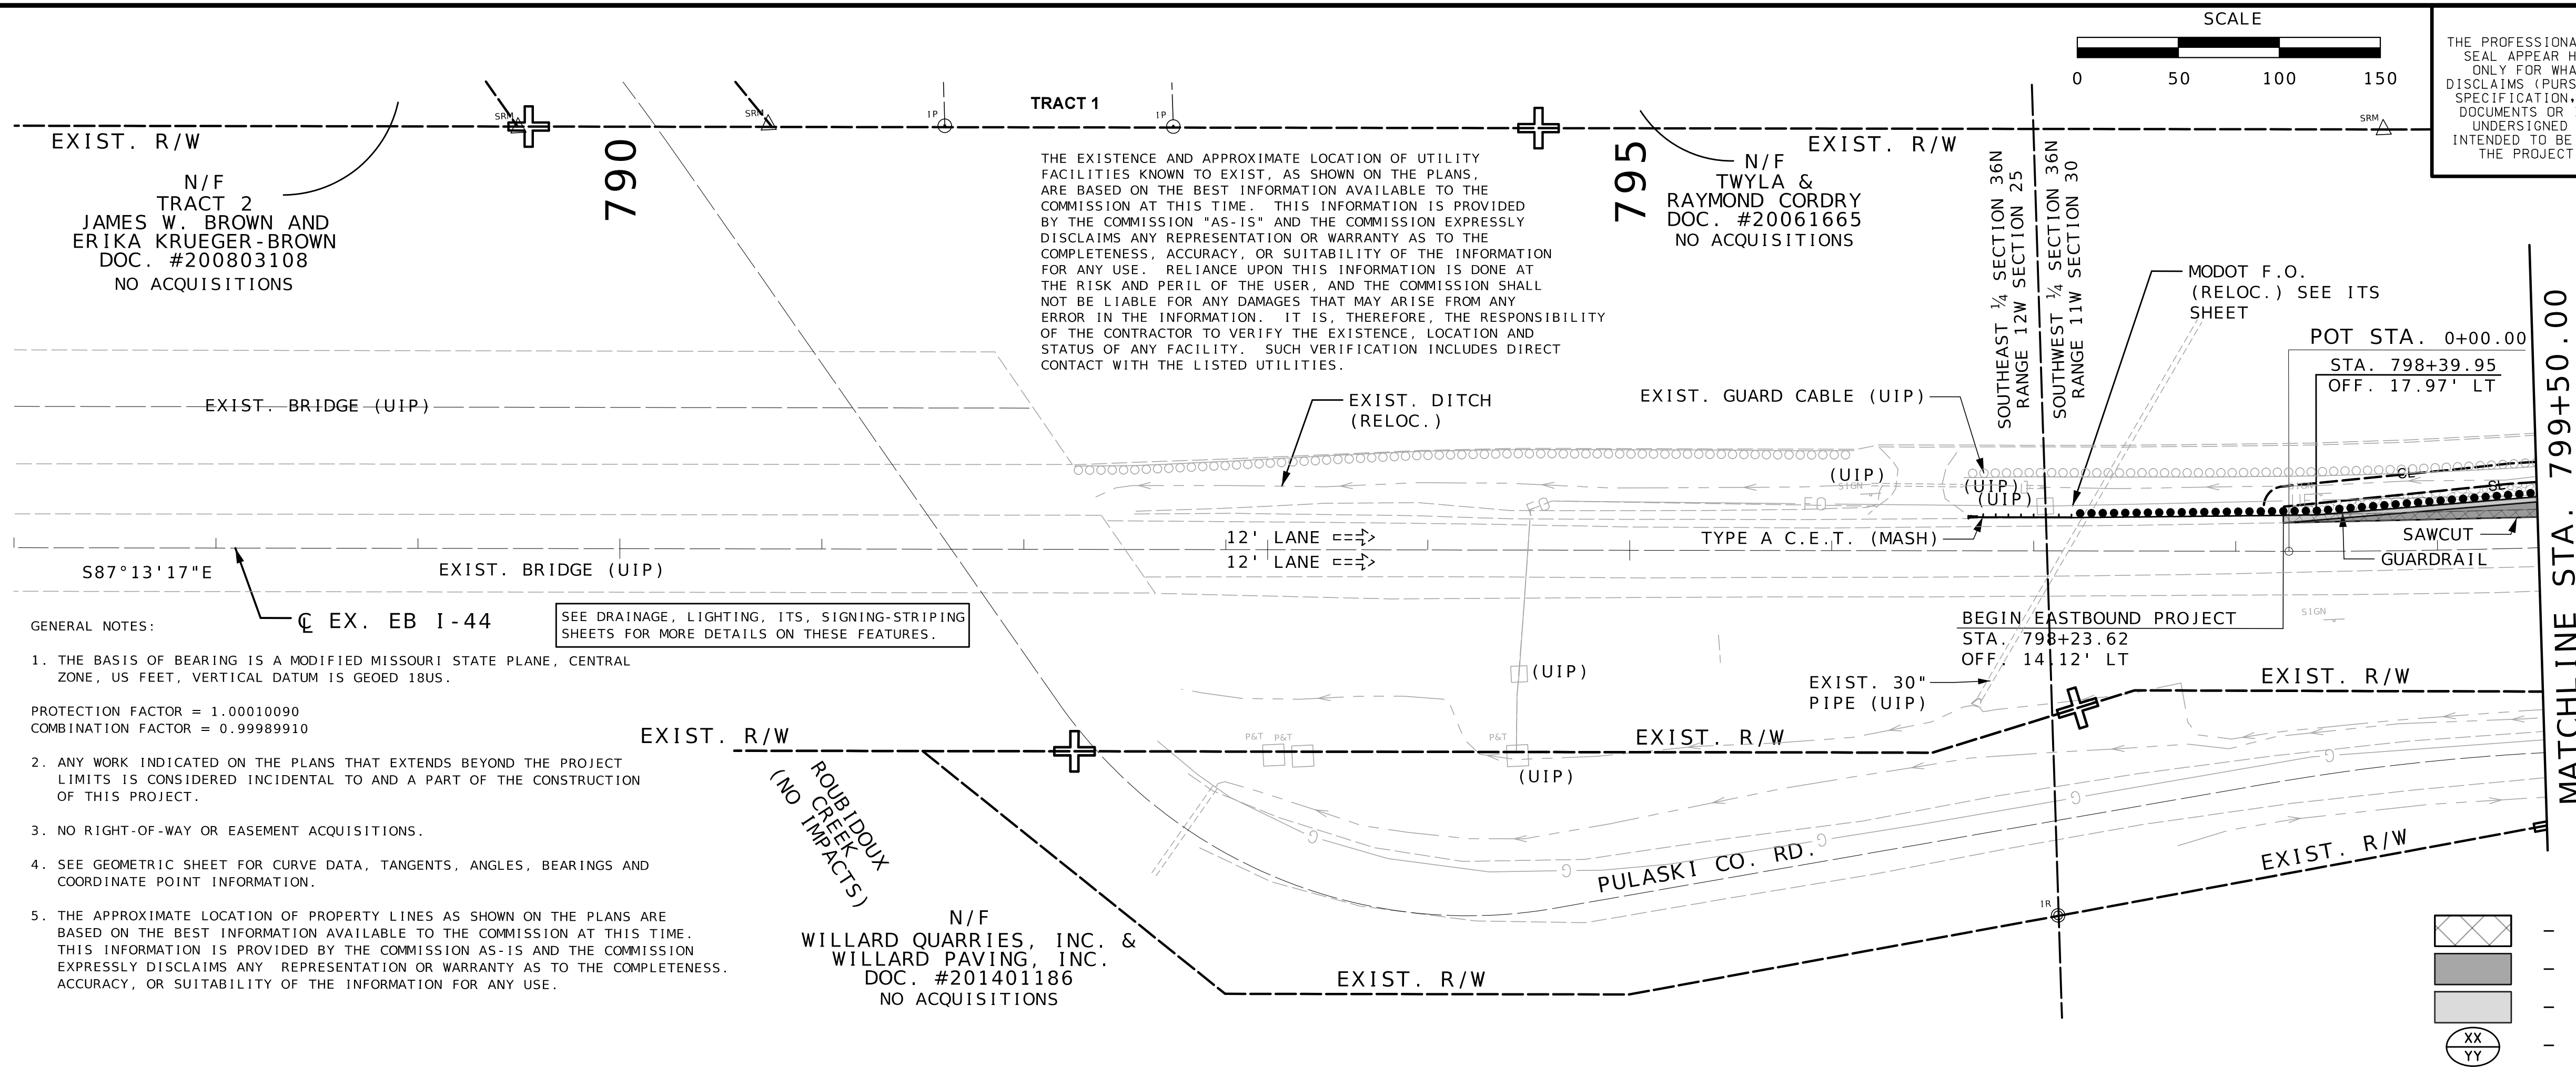 SCALE
0 50 100 150
THE PROFESSIONA
SEAL APPEAR H
ONLY FOR WHA
DISCLAIMS (PURS
SPECIFICATION,
DOCUMENTS OR
UNDERSIGNED
INTENDED TO BE
THE PROJECT
SRM
SRM
IP
IP
TRACT 1
SRM
EXIST. R/W
EXIST. R/W
N/F
TRACT 2
JAMES W. BROWN AND
ERIKA KRUEGER-BROWN
DOC. #200803108
NO ACQUISITIONS
790
THE EXISTENCE AND APPROXIMATE LOCATION OF UTILITY
FACILITIES KNOWN TO EXIST, AS SHOWN ON THE PLANS,
ARE BASED ON THE BEST INFORMATION AVAILABLE TO THE
COMMISSION AT THIS TIME. THIS INFORMATION IS PROVIDED
BY THE COMMISSION "AS-IS" AND THE COMMISSION EXPRESSLY
DISCLAIMS ANY REPRESENTATION OR WARRANTY AS TO THE
COMPLETENESS, ACCURACY, OR SUITABILITY OF THE INFORMATION
FOR ANY USE. RELIANCE UPON THIS INFORMATION IS DONE AT
THE RISK AND PERIL OF THE USER, AND THE COMMISSION SHALL
NOT BE LIABLE FOR ANY DAMAGES THAT MAY ARISE FROM ANY
ERROR IN THE INFORMATION. IT IS, THEREFORE, THE RESPONSIBILITY
OF THE CONTRACTOR TO VERIFY THE EXISTENCE, LOCATION AND
STATUS OF ANY FACILITY. SUCH VERIFICATION INCLUDES DIRECT
CONTACT WITH THE LISTED UTILITIES.
795
N/F
TWYLA &
RAYMOND CORDRY
DOC. #20061665
NO ACQUISITIONS
SOUTHEAST ¼ SECTION 36N
RANGE 12W SECTION 25
SOUTHWEST ¼ SECTION 36N
RANGE 11W SECTION 30
MODOT F.O.
(RELOC.) SEE ITS
SHEET
POT STA. 0+00.00
STA. 798+39.95
OFF. 17.97' LT
MATCHLINE STA. 799+50.00
EXIST. BRIDGE (UIP)
EXIST. DITCH
(RELOC.)
EXIST. GUARD CABLE (UIP)
(UIP)
SIGN
(UIP)
(UIP)
FO
FO
CL
SIGN
SL
12' LANE
12' LANE
TYPE A C.E.T. (MASH)
SAWCUT
GUARDRAIL
S87°13'17"E
EXIST. BRIDGE (UIP)
℄ EX. EB I-44
SEE DRAINAGE, LIGHTING, ITS, SIGNING-STRIPING
SHEETS FOR MORE DETAILS ON THESE FEATURES.
SIGN
BEGIN EASTBOUND PROJECT
STA. 798+23.62
OFF. 14.12' LT
(UIP)
EXIST. 30"
PIPE (UIP)
EXIST. R/W
GENERAL NOTES:
1. THE BASIS OF BEARING IS A MODIFIED MISSOURI STATE PLANE, CENTRAL
ZONE, US FEET, VERTICAL DATUM IS GEOED 18US.
PROTECTION FACTOR = 1.00010090
COMBINATION FACTOR = 0.99989910
2. ANY WORK INDICATED ON THE PLANS THAT EXTENDS BEYOND THE PROJECT
LIMITS IS CONSIDERED INCIDENTAL TO AND A PART OF THE CONSTRUCTION
OF THIS PROJECT.
3. NO RIGHT-OF-WAY OR EASEMENT ACQUISITIONS.
4. SEE GEOMETRIC SHEET FOR CURVE DATA, TANGENTS, ANGLES, BEARINGS AND
COORDINATE POINT INFORMATION.
5. THE APPROXIMATE LOCATION OF PROPERTY LINES AS SHOWN ON THE PLANS ARE
BASED ON THE BEST INFORMATION AVAILABLE TO THE COMMISSION AT THIS TIME.
THIS INFORMATION IS PROVIDED BY THE COMMISSION AS-IS AND THE COMMISSION
EXPRESSLY DISCLAIMS ANY REPRESENTATION OR WARRANTY AS TO THE COMPLETENESS.
ACCURACY, OR SUITABILITY OF THE INFORMATION FOR ANY USE.
EXIST. R/W
P&T P&T
P&T
EXIST. R/W
(UIP)
ROUBIDOUX
CREEK
(NO IMPACTS)
G
G
G
G
G
PULASKI CO. RD.
EXIST. R/W
IR
N/F
WILLARD QUARRIES, INC. &
WILLARD PAVING, INC.
DOC. #201401186
NO ACQUISITIONS
EXIST. R/W
XX
YY